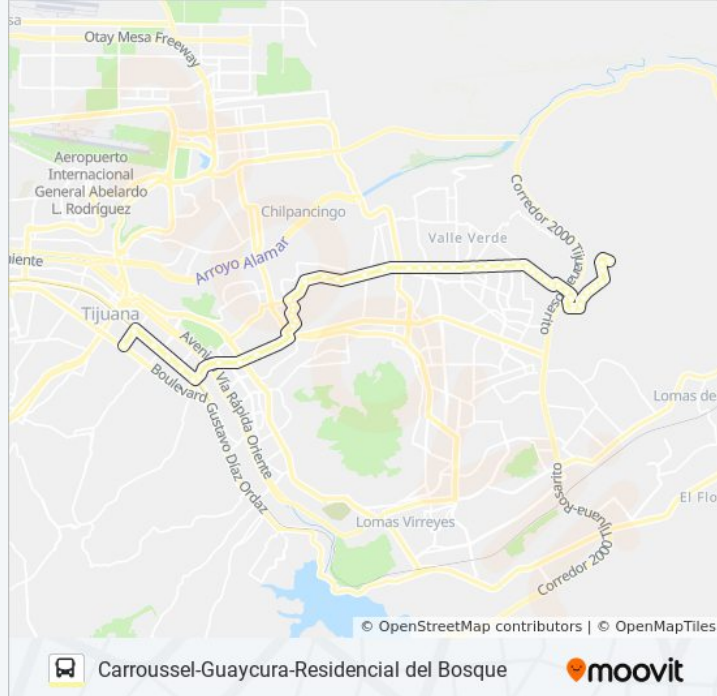 sa
Otay Mesa Freeway
Aeropuerto
Internacional
General Abelardo
L. Rodríguez
Chilpancingo
Corredor 2000 Tijuana-Rosarito
Valle Verde
Arroyo Alamar
iente
Tijuana
Avenida Vía Rápida Oriente
Boulevard Gustavo Díaz Ordaz
Lomas de
El Flo
Lomas Virreyes
Corredor 2000 Tijuana-Rosarito
© OpenStreetMap contributors | © OpenMapTiles
Carroussel-Guaycura-Residencial del Bosque
moovit